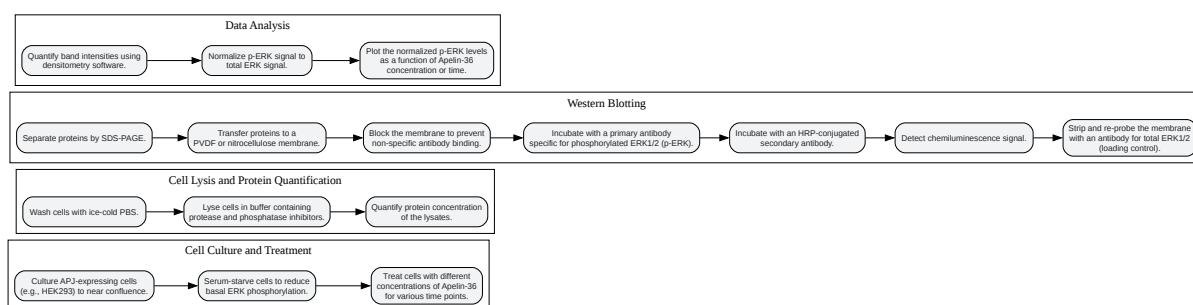 Data Analysis
Quantify band intensities using
densitometry software.
Normalize p-ERK signal to
total ERK signal.
Plot the normalized p-ERK levels
as a function of Apelin-36
concentration or time.
Western Blotting
Separate proteins by SDS-PAGE.
Transfer proteins to a
PVDF or nitrocellulose membrane.
Block the membrane to prevent
non-specific antibody binding.
Incubate with a primary antibody
specific for phosphorylated ERK1/2 (p-ERK).
Incubate with an HRP-conjugated
secondary antibody.
Detect chemiluminescence signal.
Strip and re-probe the membrane
with an antibody for total ERK1/2
(loading control).
Cell Lysis and Protein Quantification
Wash cells with ice-cold PBS.
Lyse cells in buffer containing
protease and phosphatase inhibitors.
Quantify protein concentration
of the lysates.
Cell Culture and Treatment
Culture APJ-expressing cells
(e.g., HEK293) to near confluence.
Serum-starve cells to reduce
basal ERK phosphorylation.
Treat cells with different
concentrations of Apelin-36
for various time points.